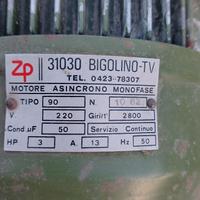 Zp 31030 BIGOLINO-TV
TEL. 0423-78307
MOTORE ASINCRONO MONOFASE
TIPO 90 N. 10 82
V. 220 Giri/1' 2800
Cond. µF 50 Servizio Continuo
HP 3 A 13 Hz 50